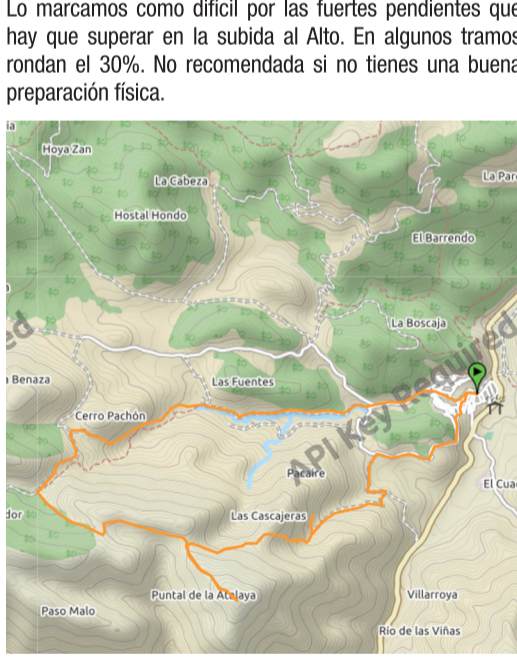 Lo marcamos como difícil por las fuertes pendientes que
hay que superar en la subida al Alto. En algunos tramos
rondan el 30%. No recomendada si no tienes una buena
preparación física.
ia
Hoya Zan
La Cabeza
La Par
Hostal Hondo
El Barrendo
La Boscaja
ed
Benaza
Las Fuentes
API Key Required
Cerro Pachón
Pacaire
El Cua
dor
Las Cascajeras
Puntal de la Atalaya
Villarroya
Paso Malo
Río de las Viñas